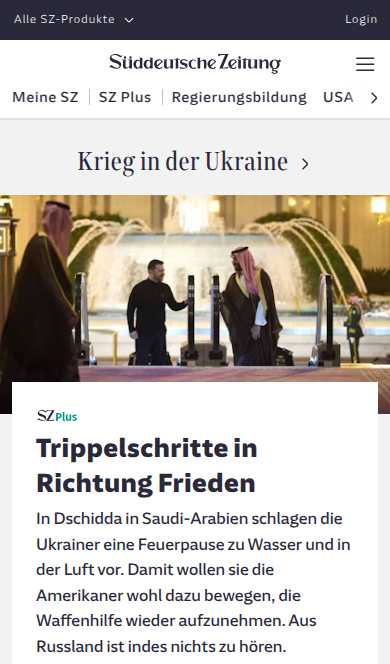 Alle SZ-Produkte
Login
Süddeutsche Zeitung
Meine SZ
SZ Plus
Regierungsbildung
USA
Krieg in der Ukraine
SZ Plus
Trippelschritte in
Richtung Frieden
In Dschidda in Saudi-Arabien schlagen die
Ukrainer eine Feuerpause zu Wasser und in
der Luft vor. Damit wollen sie die
Amerikaner wohl dazu bewegen, die
Waffenhilfe wieder aufzunehmen. Aus
Russland ist indes nichts zu hören.